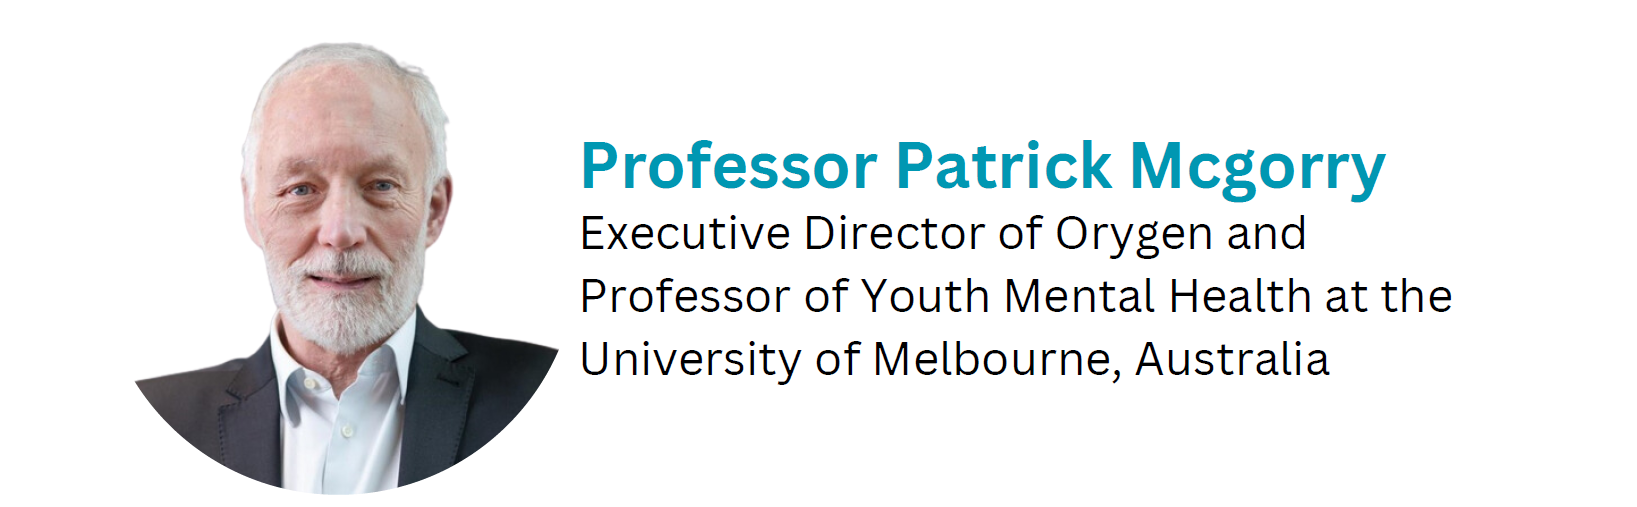 Professor Patrick Mcgorry
Executive Director of Orygen and
Professor of Youth Mental Health at the
University of Melbourne, Australia